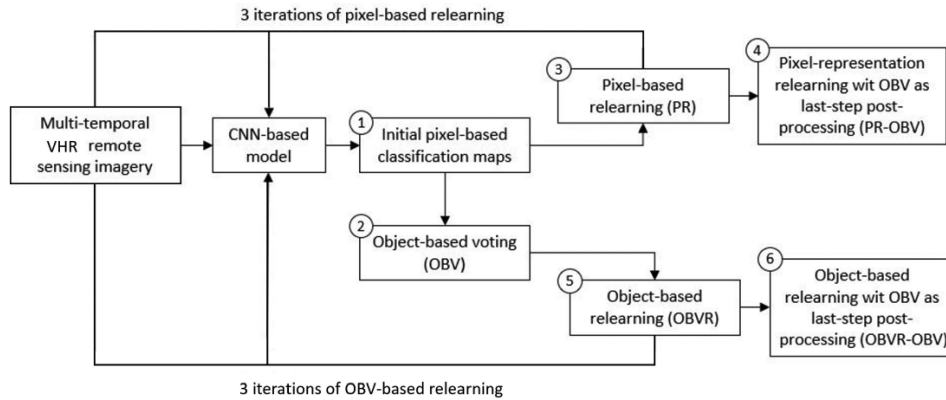 3 iterations of pixel-based relearning
4
Pixel-representation
relearning wit OBV as
last-step post-
processing (PR-OBV)
3
Pixel-based
relearning (PR)
Multi-temporal
VHR remote
sensing imagery
CNN-based
model
1
Initial pixel-based
classification maps
2
Object-based voting
(OBV)
5
Object-based
relearning (OBVR)
6
Object-based
relearning wit OBV as
last-step post-
processing (OBVR-OBV)
3 iterations of OBV-based relearning